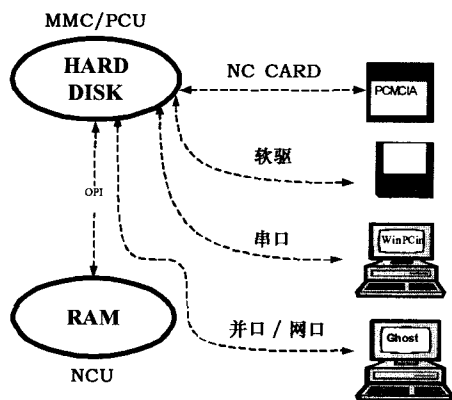 MMC/PCU
HARD
DISK
NC CARD
PCMCIA
软驱
OPI
串口
WinPCin
RAM
并口 / 网口
Ghost
NCU